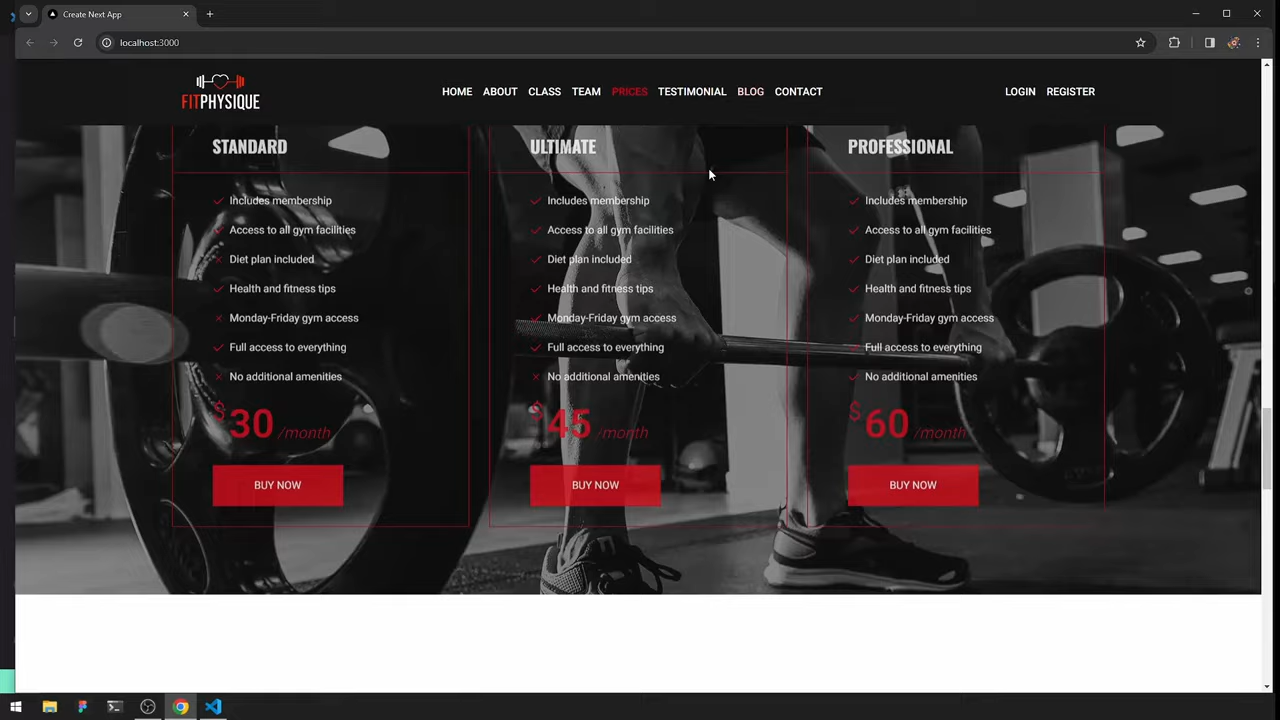 Create Next App
localhost:3000
FITPHYSIQUE
HOME ABOUT CLASS TEAM PRICES TESTIMONIAL BLOG CONTACT
LOGIN REGISTER
STANDARD
Includes membership
Access to all gym facilities
Diet plan included
Health and fitness tips
Monday-Friday gym access
Full access to everything
No additional amenities
$30 /month
BUY NOW
ULTIMATE
Includes membership
Access to all gym facilities
Diet plan included
Health and fitness tips
Monday-Friday gym access
Full access to everything
No additional amenities
$45 /month
BUY NOW
PROFESSIONAL
Includes membership
Access to all gym facilities
Diet plan included
Health and fitness tips
Monday-Friday gym access
Full access to everything
No additional amenities
$60 /month
BUY NOW